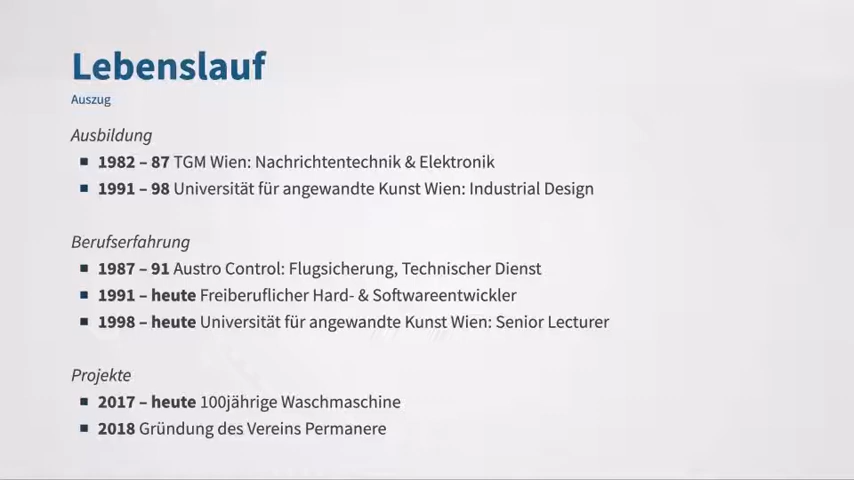 Lebenslauf
Auszug
Ausbildung
1982 – 87 TGM Wien: Nachrichtentechnik & Elektronik
1991 – 98 Universität für angewandte Kunst Wien: Industrial Design
Berufserfahrung
1987 – 91 Austro Control: Flugsicherung, Technischer Dienst
1991 – heute Freiberuflicher Hard- & Softwareentwickler
1998 – heute Universität für angewandte Kunst Wien: Senior Lecturer
Projekte
2017 – heute 100jährige Waschmaschine
2018 Gründung des Vereins Permanere